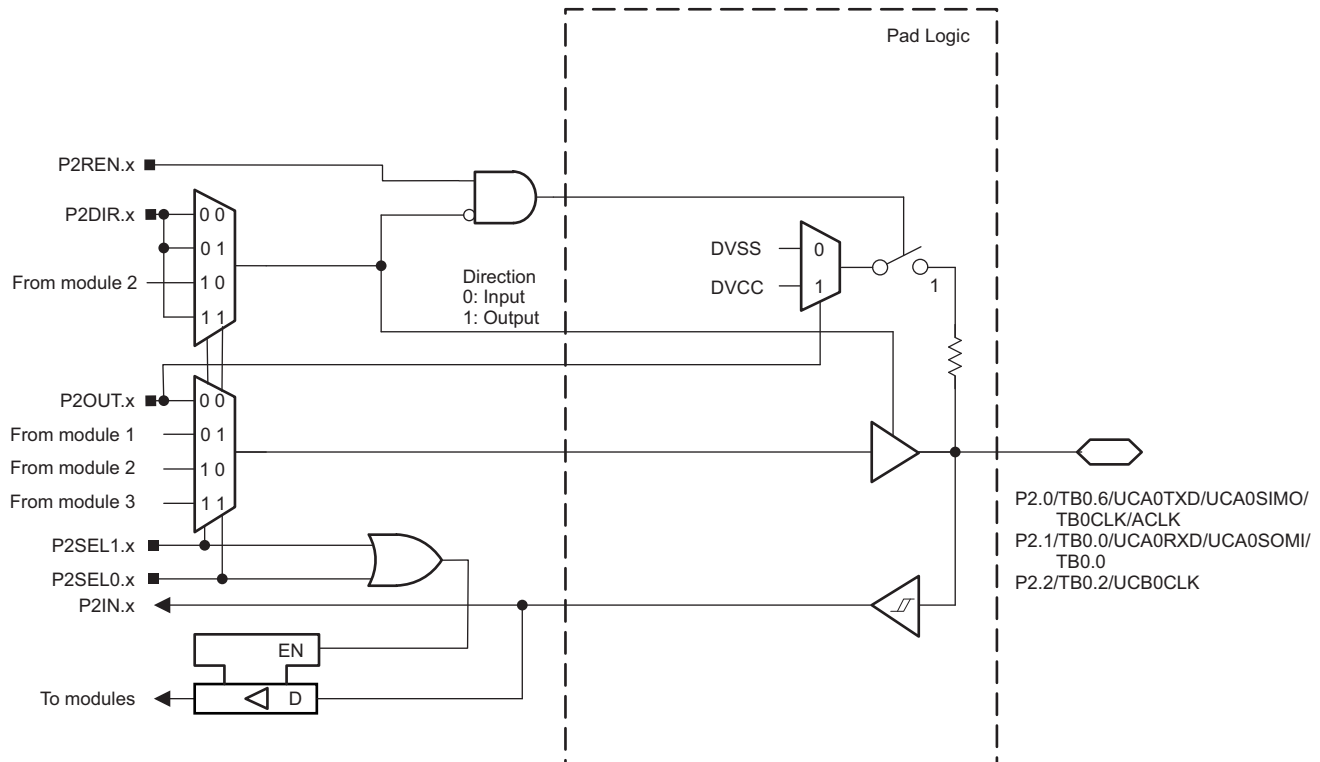 Pad Logic
P2REN.x
P2DIR.x
0 0
0 1
From module 2
1 0
1 1
Direction
0: Input
1: Output
DVSS
0
DVCC
1
1
P2OUT.x
0 0
From module 1
0 1
From module 2
1 0
From module 3
1 1
P2SEL1.x
P2SEL0.x
P2IN.x
EN
To modules
D
P2.0/TB0.6/UCA0TXD/UCA0SIMO/
TB0CLK/ACLK
P2.1/TB0.0/UCA0RXD/UCA0SOMI/
TB0.0
P2.2/TB0.2/UCB0CLK